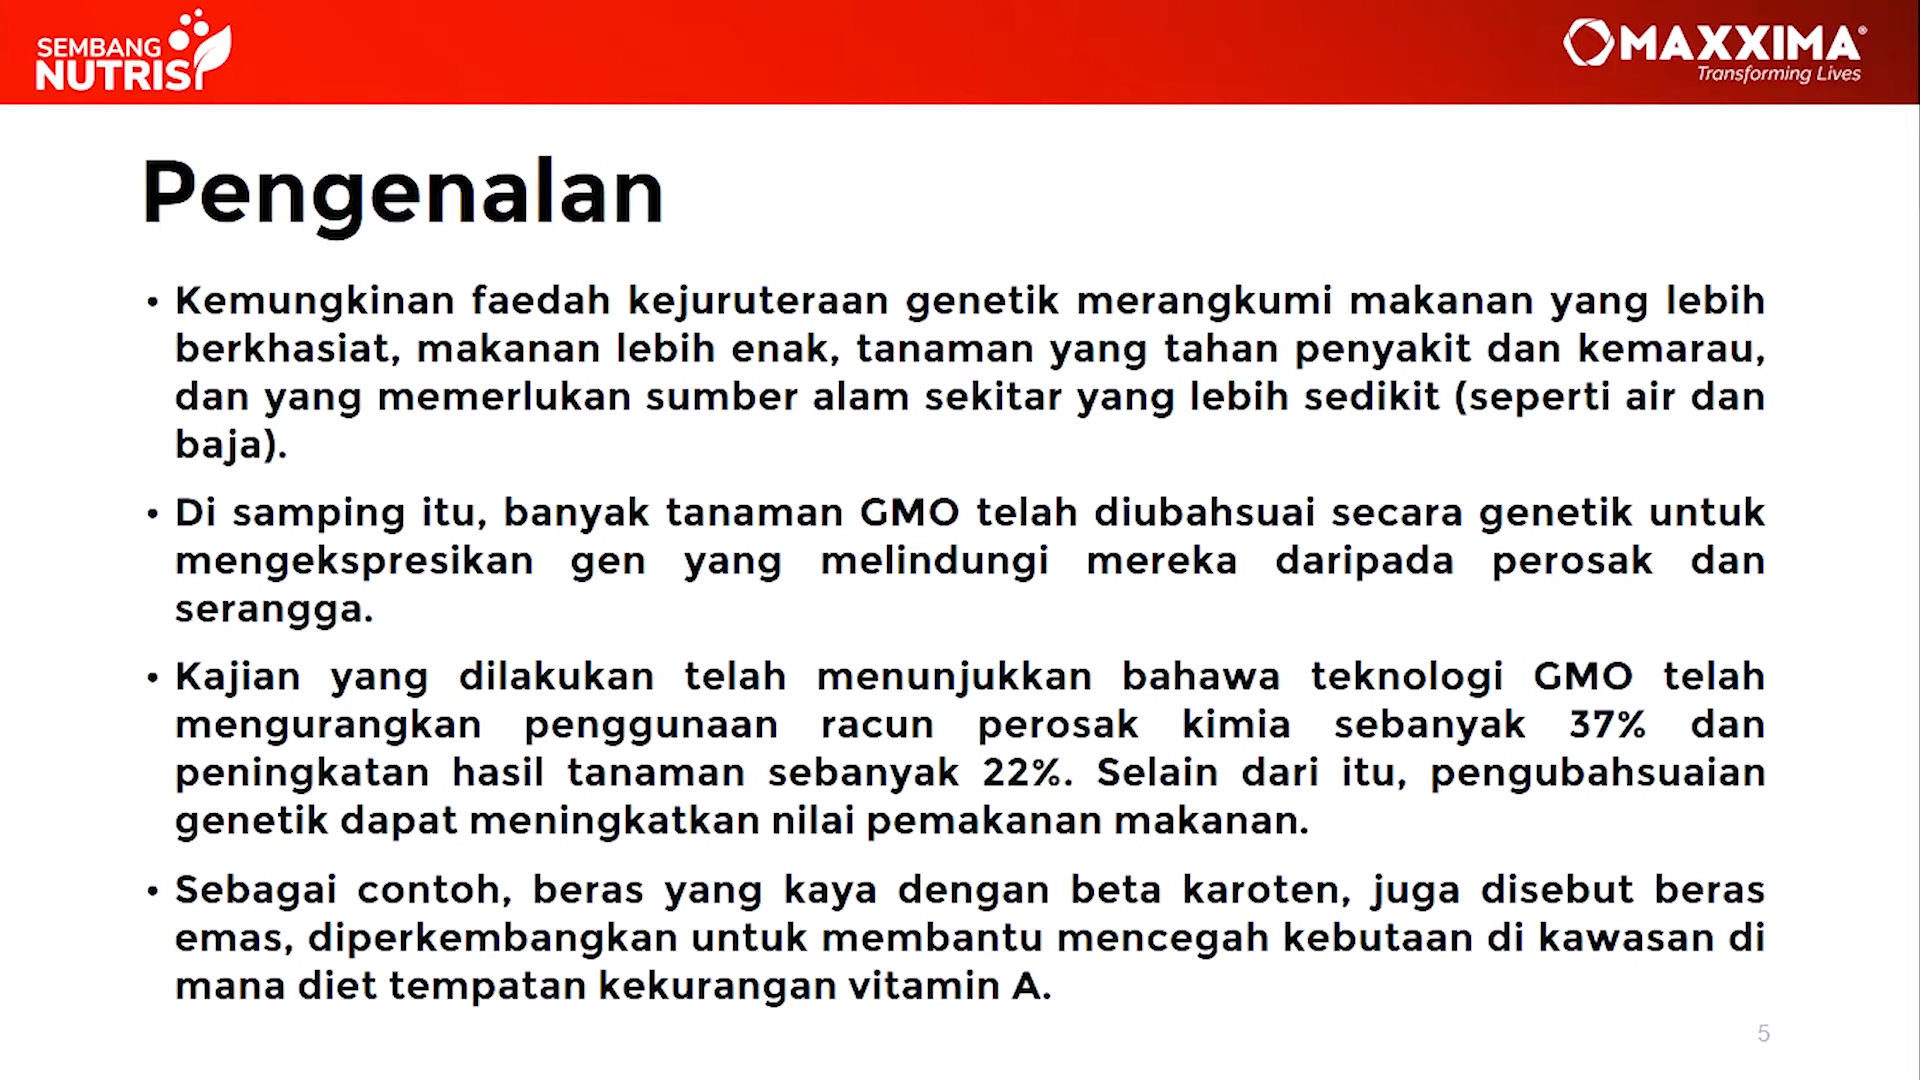 SEMBANG
NUTRISI
MAXXIMA®
Transforming Lives
Pengenalan
• Kemungkinan faedah kejuruteraan genetik merangkumi makanan yang lebih
berkhasiat, makanan lebih enak, tanaman yang tahan penyakit dan kemarau,
dan yang memerlukan sumber alam sekitar yang lebih sedikit (seperti air dan
baja).
• Di samping itu, banyak tanaman GMO telah diubahsuai secara genetik untuk
mengekspresikan gen yang melindungi mereka daripada perosak dan
serangga.
• Kajian yang dilakukan telah menunjukkan bahawa teknologi GMO telah
mengurangkan penggunaan racun perosak kimia sebanyak 37% dan
peningkatan hasil tanaman sebanyak 22%. Selain dari itu, pengubahsuaian
genetik dapat meningkatkan nilai pemakanan makanan.
• Sebagai contoh, beras yang kaya dengan beta karoten, juga disebut beras
emas, diperkembangkan untuk membantu mencegah kebutaan di kawasan di
mana diet tempatan kekurangan vitamin A.
5